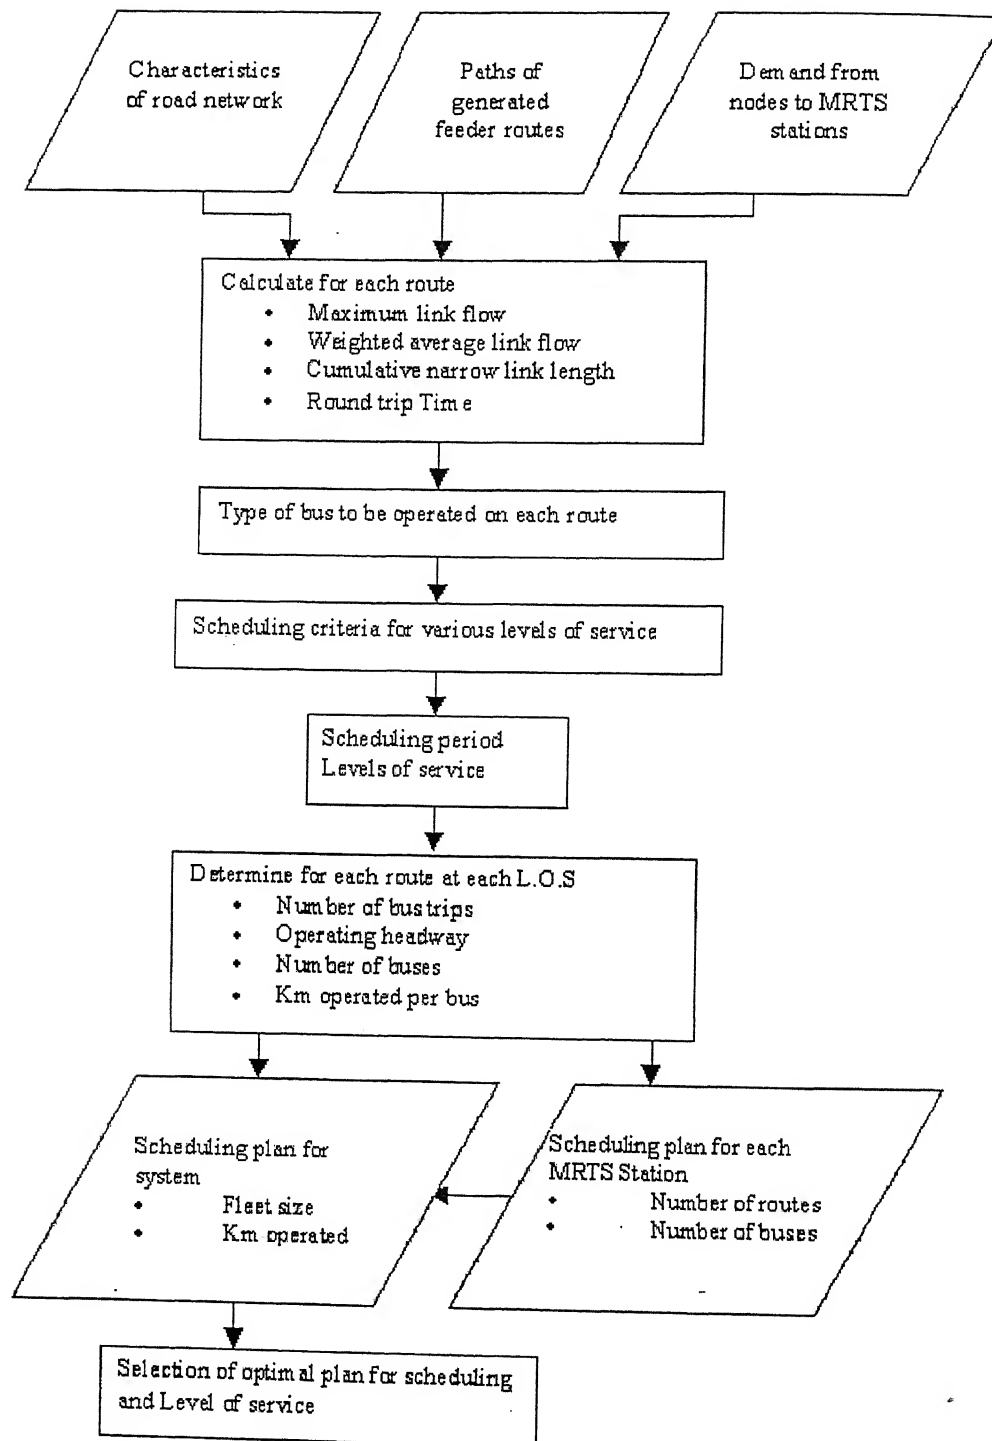 Characteristics
of road network
Paths of
generated
feeder routes
Demand from
nodes to MRTS
stations
Calculate for each route
• Maximum link flow
• Weighted average link flow
• Cumulative narrow link length
• Round trip Time
Type of bus to be operated on each route
Scheduling criteria for various levels of service
Scheduling period
Levels of service
Determine for each route at each L.O.S
• Number of bus trips
• Operating headway
• Number of buses
• Km operated per bus
Scheduling plan for
system
• Fleet size
• Km operated
Scheduling plan for each
MRTS Station
• Number of routes
• Number of buses
Selection of optimal plan for scheduling
and Level of service